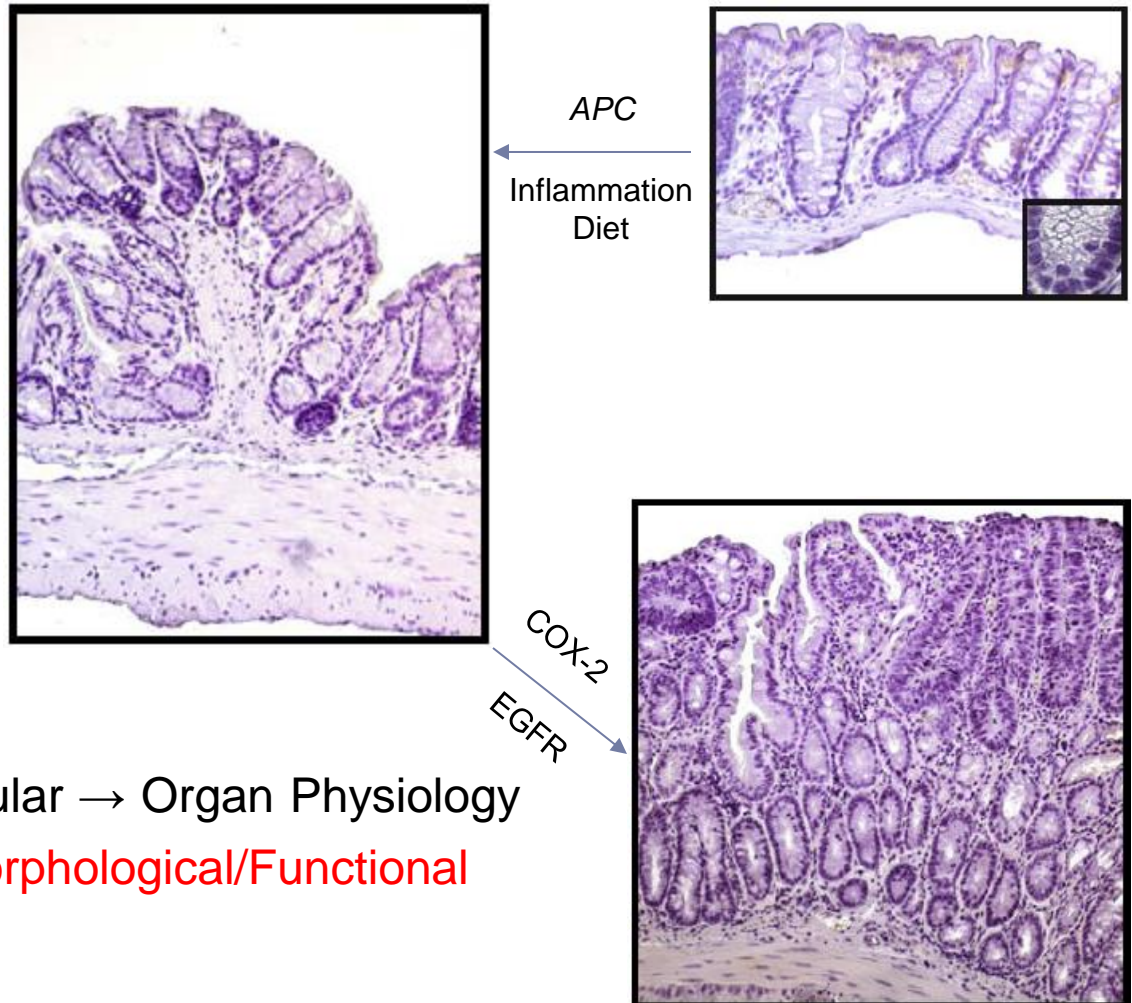 APC
Inflammation
Diet
COX-2
EGFR
ular → Organ Physiology
orphological/Functional